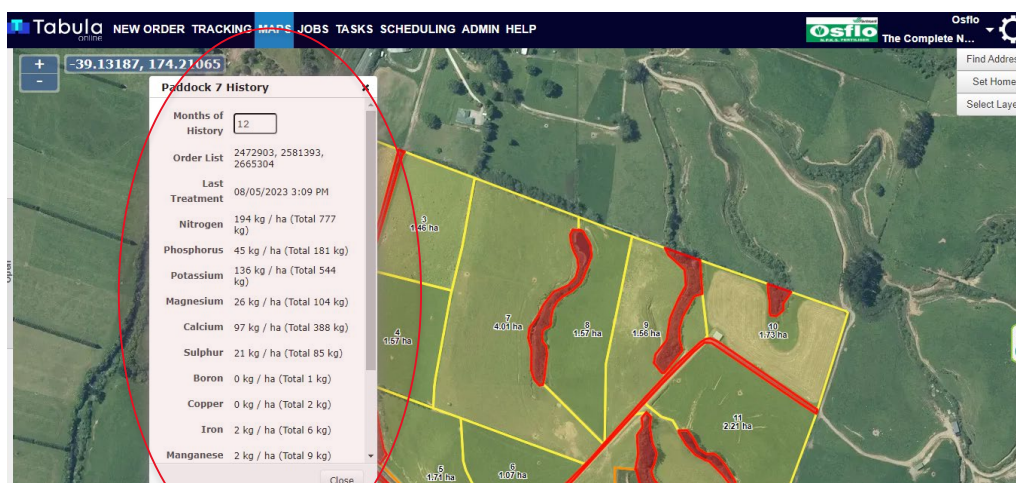 Tabula
online
NEW ORDER TRACKING MAPS JOBS TASKS SCHEDULING ADMIN HELP
Osflo
Osflo
The Complete N...
+
-
-39.13187, 174.21065
Find Addres
Set Home
Select Laye
Paddock 7 History
×
Months of History 12
Order List 2472903, 2581393,
2665304
Last Treatment 08/05/2023 3:09 PM
Nitrogen 194 kg / ha (Total 777
kg)
Phosphorus 45 kg / ha (Total 181 kg)
Potassium 136 kg / ha (Total 544
kg)
Magnesium 26 kg / ha (Total 104 kg)
Calcium 97 kg / ha (Total 388 kg)
Sulphur 21 kg / ha (Total 85 kg)
Boron 0 kg / ha (Total 1 kg)
Copper 0 kg / ha (Total 2 kg)
Iron 2 kg / ha (Total 6 kg)
Manganese 2 kg / ha (Total 9 kg)
Close
3
1.46 ha
4
1.57 ha
7
4.01 ha
8
1.57 ha
9
1.56 ha
10
1.73 ha
11
2.21 ha
5
1.71 ha
6
1.07 ha